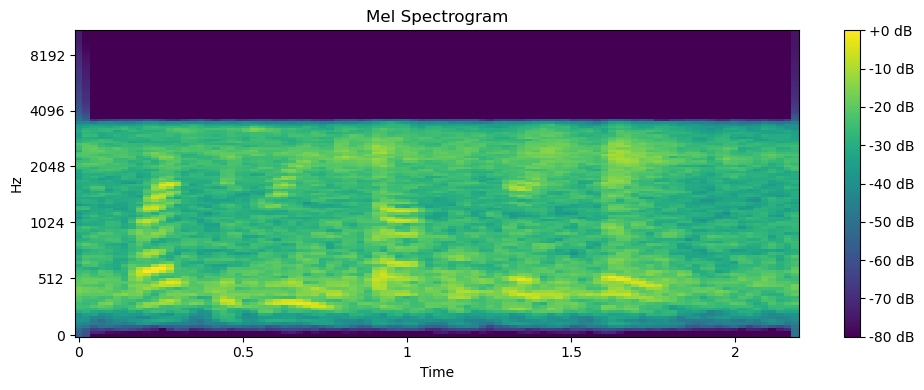 Mel Spectrogram
Hz
8192
4096
2048
1024
512
0
0
0.5
1
1.5
2
Time
+0 dB
-10 dB
-20 dB
-30 dB
-40 dB
-50 dB
-60 dB
-70 dB
-80 dB